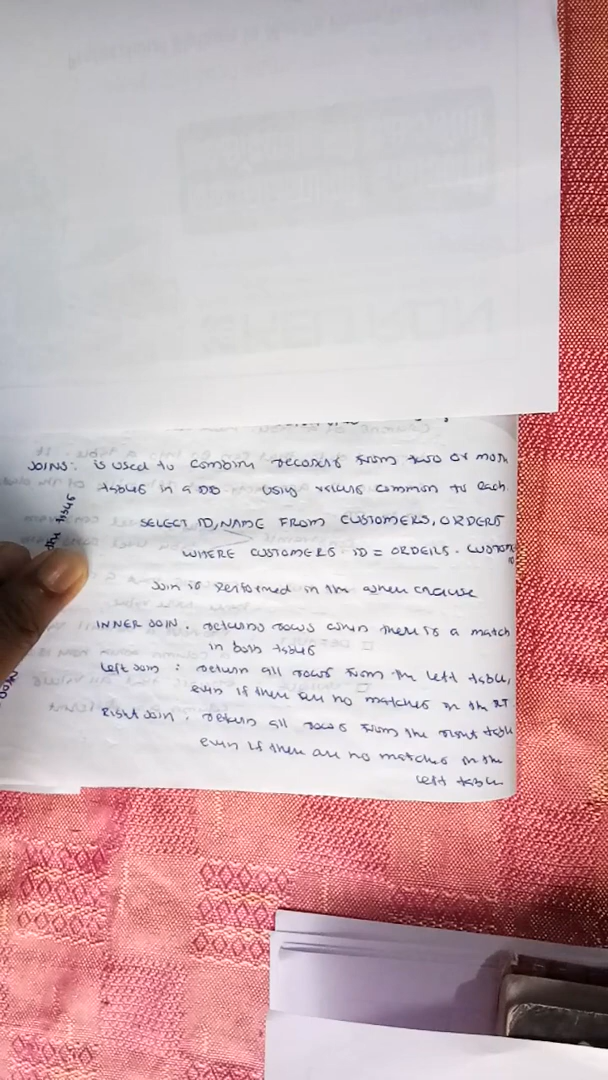 JOINS: is used to combine records from two or more
tables in a DB using values common to each.
SELECT ID, NAME FROM CUSTOMERS, ORDERS
WHERE CUSTOMERS. ID = ORDERS. CUSTOM
ID
Join is performed in the when clause
INNER JOIN. returns rows when there is a match
in both tables
Left Join : return all rows from the left table,
even if there are no matches in the RT
Right Join : return all rows from the right table
even if there are no matches in the
left table